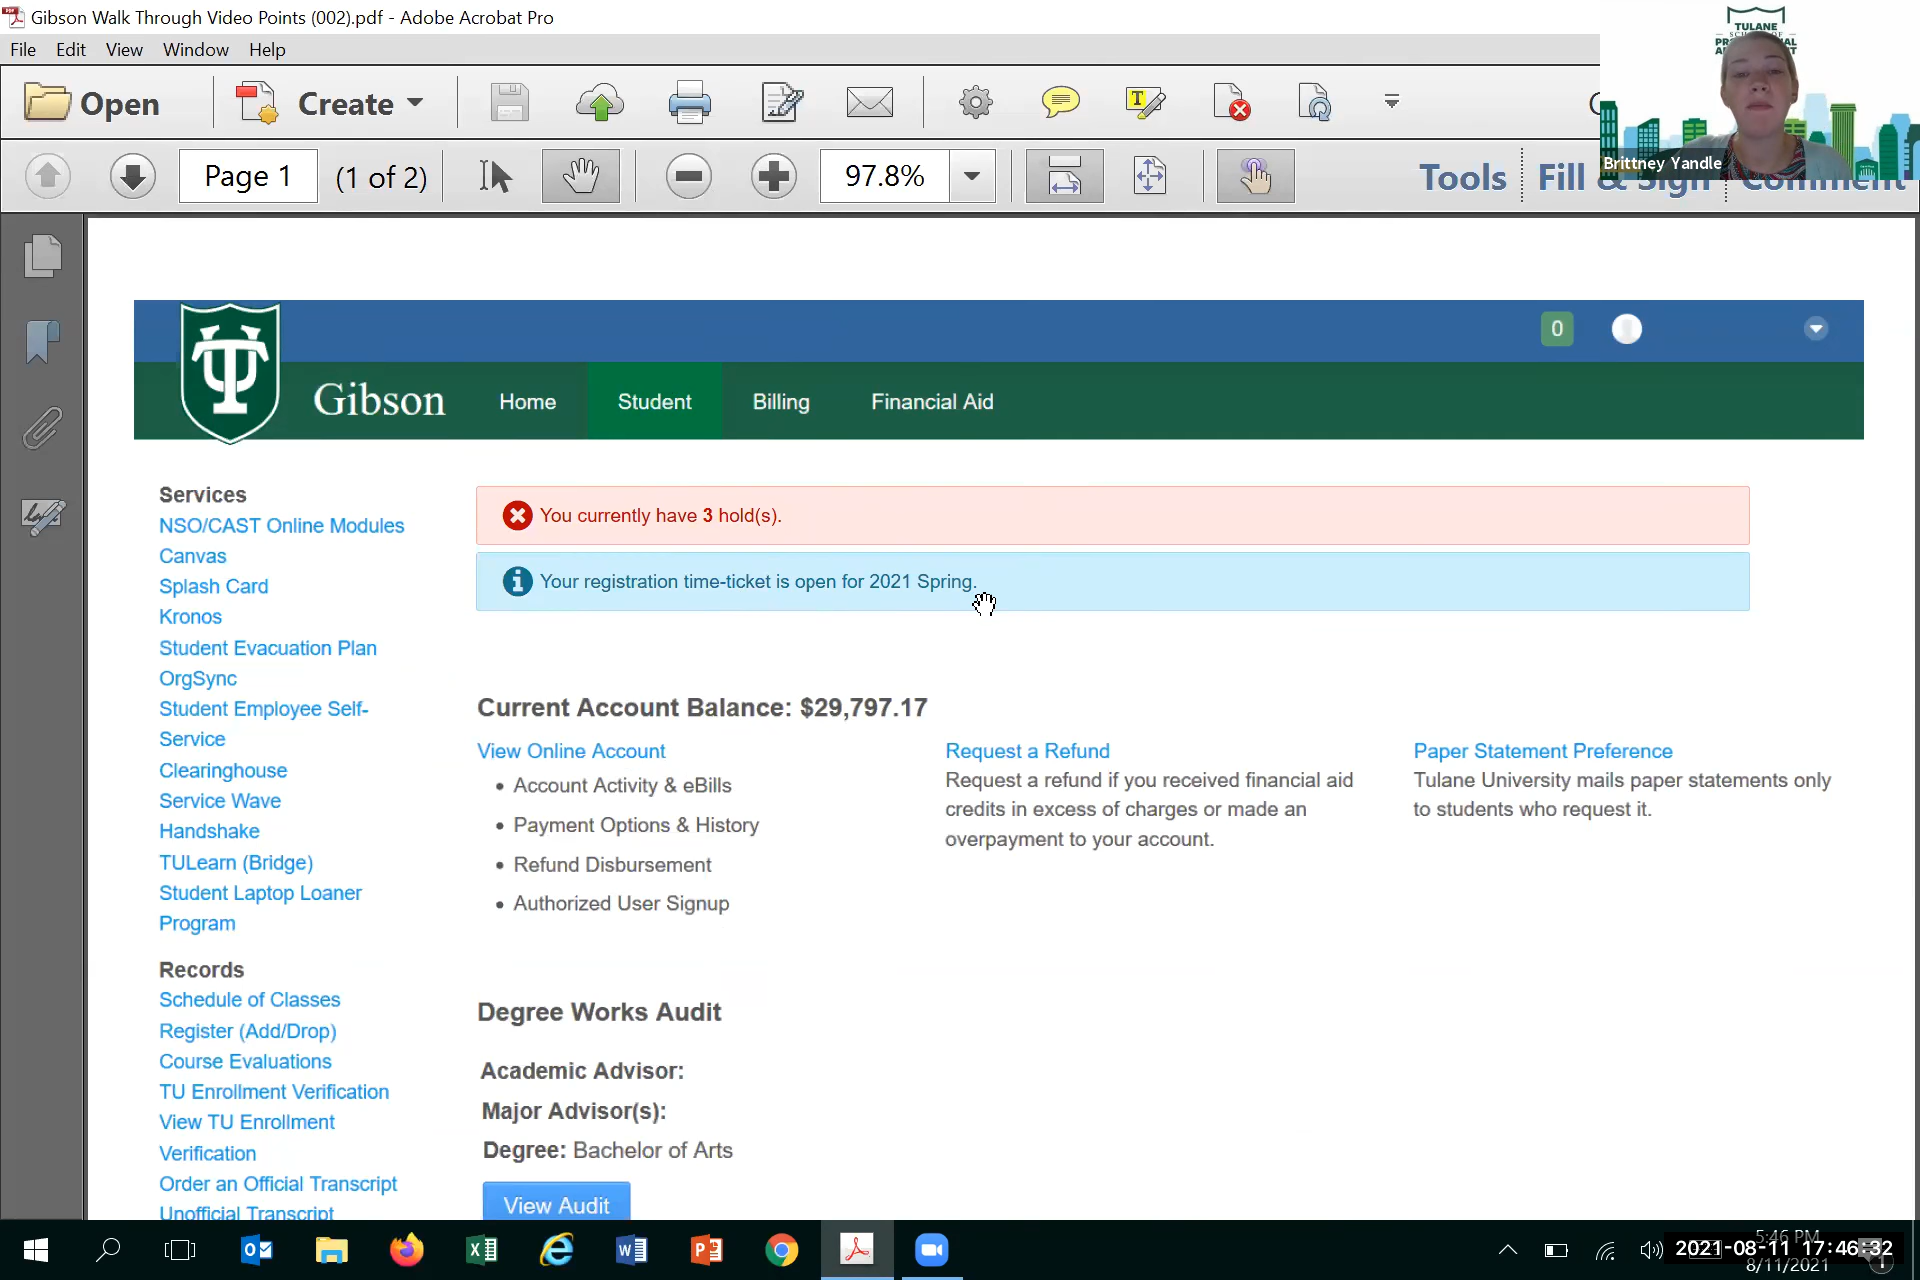 Gibson Walk Through Video Points (002).pdf - Adobe Acrobat Pro
File Edit View Window Help
TULANE
SCHOOL OF
Open Create
Page 1 (1 of 2) 97.8% Tools Fill & Sign Comment
Brittney Yandle
0
Gibson Home Student Billing Financial Aid
Services
NSO/CAST Online Modules
Canvas
Splash Card
Kronos
Student Evacuation Plan
OrgSync
Student Employee Self-
Service
Clearinghouse
Service Wave
Handshake
TULearn (Bridge)
Student Laptop Loaner
Program
Records
Schedule of Classes
Register (Add/Drop)
Course Evaluations
TU Enrollment Verification
View TU Enrollment
Verification
Order an Official Transcript
Unofficial Transcript
You currently have 3 hold(s).
Your registration time-ticket is open for 2021 Spring.
Current Account Balance: $29,797.17
View Online Account
• Account Activity & eBills
• Payment Options & History
• Refund Disbursement
• Authorized User Signup
Request a Refund
Request a refund if you received financial aid
credits in excess of charges or made an
overpayment to your account.
Paper Statement Preference
Tulane University mails paper statements only
to students who request it.
Degree Works Audit
Academic Advisor:
Major Advisor(s):
Degree: Bachelor of Arts
View Audit
5:46 PM
2021-08-11 17:46:32
8/11/2021
1